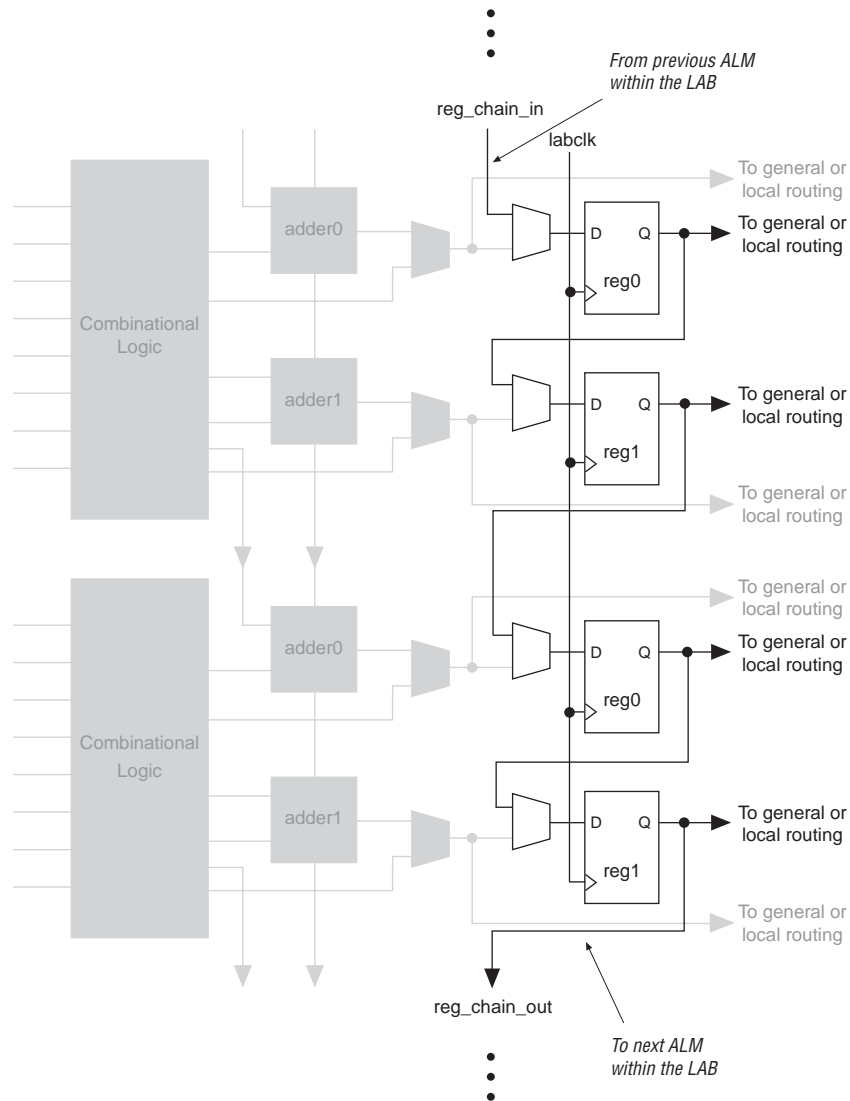 From previous ALM
within the LAB
reg_chain_in
labclk
To general or
local routing
adder0
D Q
To general or
local routing
reg0
Combinational
Logic
adder1
D Q
To general or
local routing
reg1
To general or
local routing
To general or
local routing
adder0
D Q
To general or
local routing
reg0
Combinational
Logic
adder1
D Q
To general or
local routing
reg1
To general or
local routing
reg_chain_out
To next ALM
within the LAB